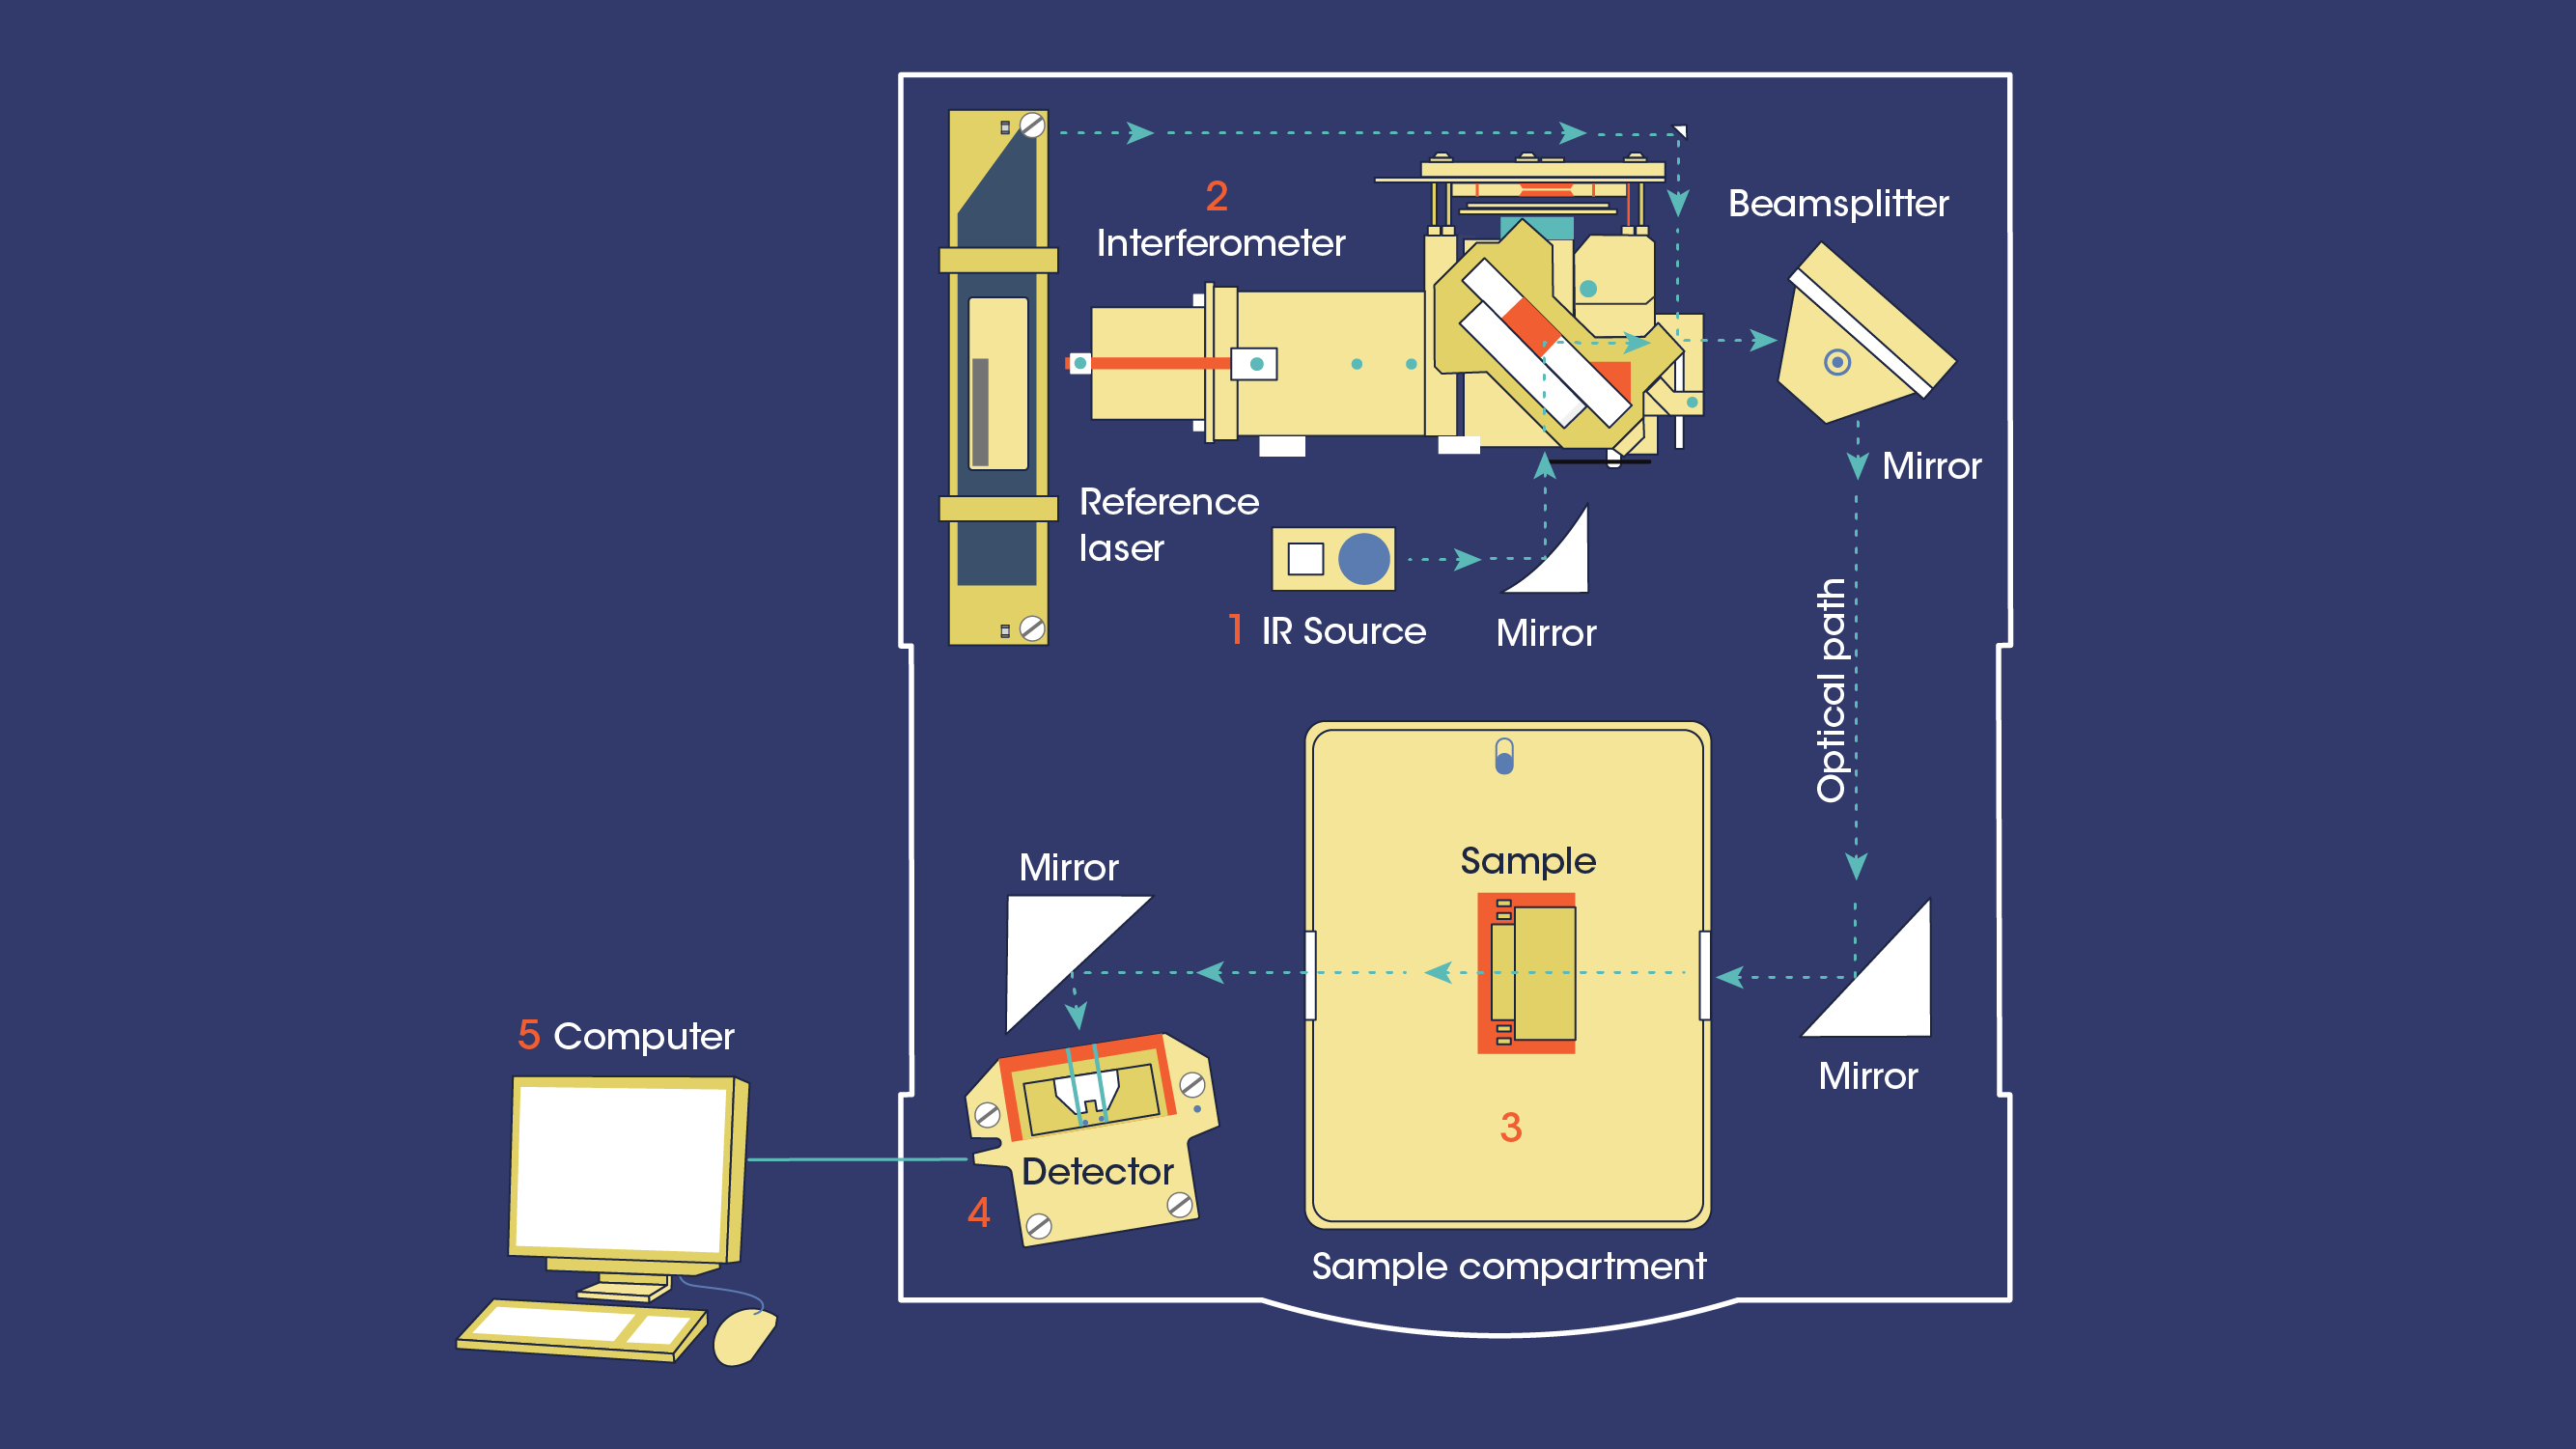 2
Interferometer
Beamsplitter
Mirror
Reference
laser
1 IR Source
Mirror
Optical path
Sample
Mirror
Mirror
5 Computer
3
Detector
4
Sample compartment